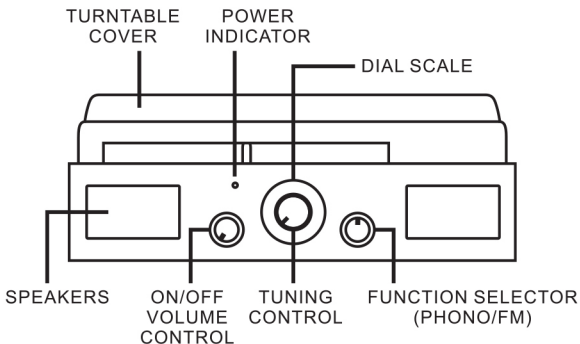 TURNTABLE
COVER
POWER
INDICATOR
DIAL SCALE
SPEAKERS
ON/OFF
VOLUME
CONTROL
TUNING
CONTROL
FUNCTION SELECTOR
(PHONO/FM)